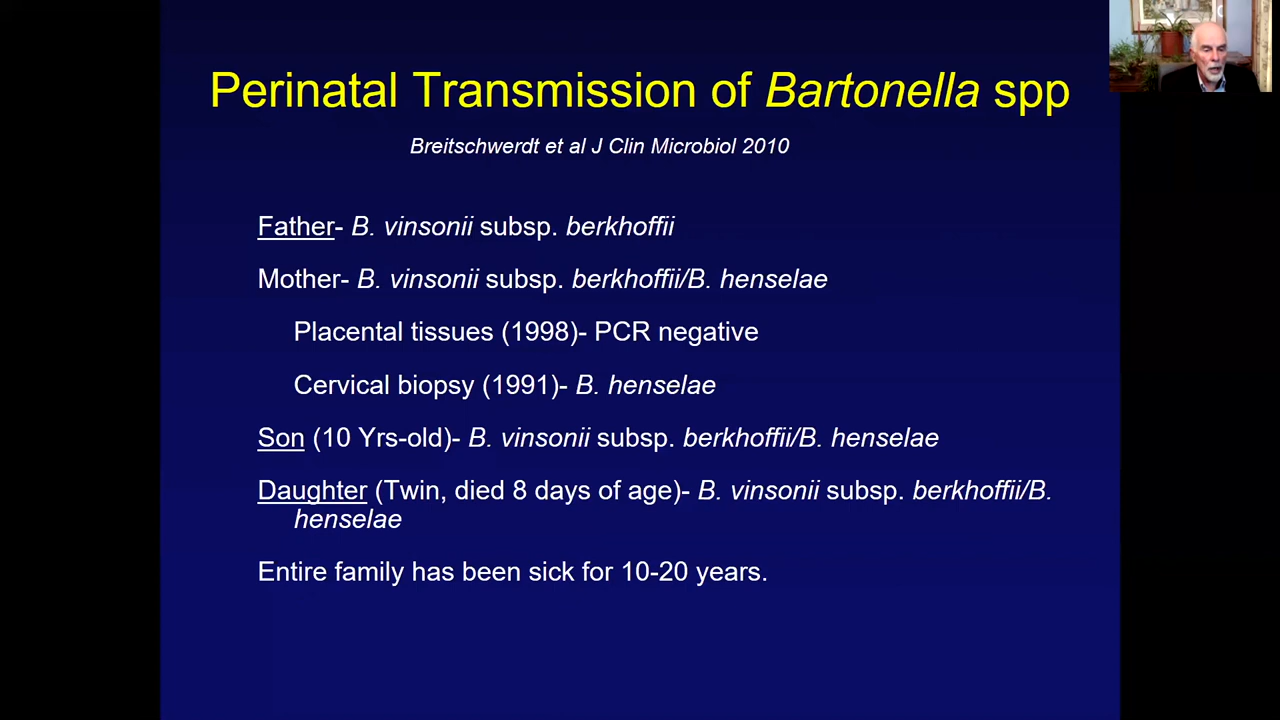 Perinatal Transmission of Bartonella spp
Breitschwerdt et al J Clin Microbiol 2010
Father- B. vinsonii subsp. berkhoffii
Mother- B. vinsonii subsp. berkhoffii/B. henselae
Placental tissues (1998)- PCR negative
Cervical biopsy (1991)- B. henselae
Son (10 Yrs-old)- B. vinsonii subsp. berkhoffii/B. henselae
Daughter (Twin, died 8 days of age)- B. vinsonii subsp. berkhoffii/B.
henselae
Entire family has been sick for 10-20 years.